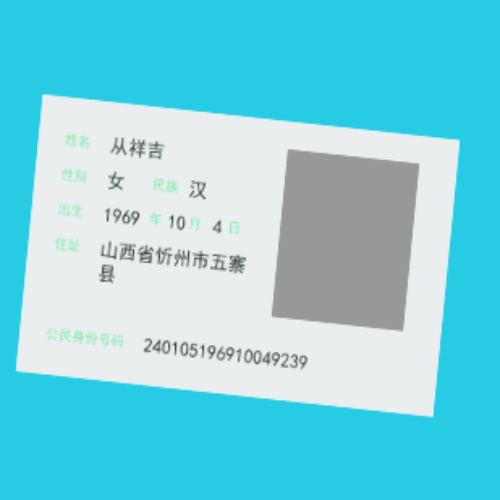 姓名 从祥吉
性别 女 民族 汉
出生 1969 年 10 月 4 日
住址 山西省忻州市五寨
县
公民身份号码 240105196910049239